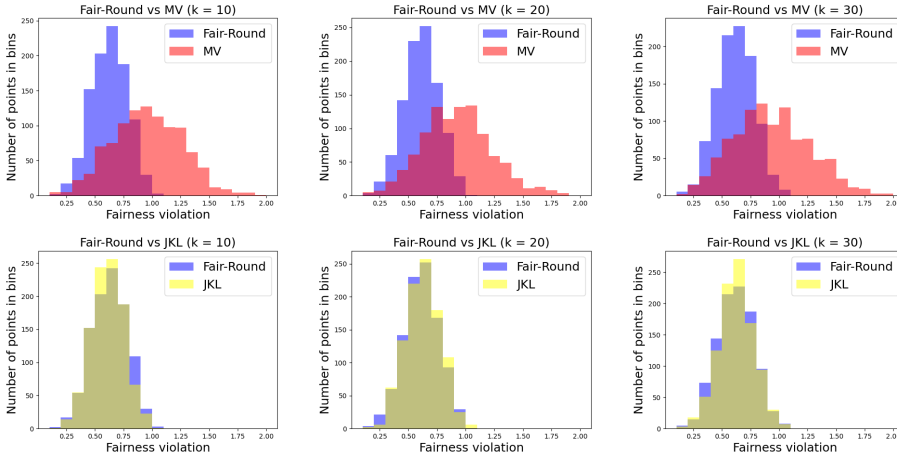 Fair-Round vs MV (k = 10)
Number of points in bins
250
200
150
100
50
0
Fair-Round
MV
0.25 0.50 0.75 1.00 1.25 1.50 1.75 2.00
Fairness violation
Fair-Round vs MV (k = 20)
Number of points in bins
250
200
150
100
50
0
Fair-Round
MV
0.25 0.50 0.75 1.00 1.25 1.50 1.75 2.00
Fairness violation
Fair-Round vs MV (k = 30)
Number of points in bins
200
150
100
50
0
Fair-Round
MV
0.25 0.50 0.75 1.00 1.25 1.50 1.75 2.00
Fairness violation
Fair-Round vs JKL (k = 10)
Number of points in bins
250
200
150
100
50
0
Fair-Round
JKL
0.25 0.50 0.75 1.00 1.25 1.50 1.75 2.00
Fairness violation
Fair-Round vs JKL (k = 20)
Number of points in bins
250
200
150
100
50
0
Fair-Round
JKL
0.25 0.50 0.75 1.00 1.25 1.50 1.75 2.00
Fairness violation
Fair-Round vs JKL (k = 30)
Number of points in bins
250
200
150
100
50
0
Fair-Round
JKL
0.25 0.50 0.75 1.00 1.25 1.50 1.75 2.00
Fairness violation